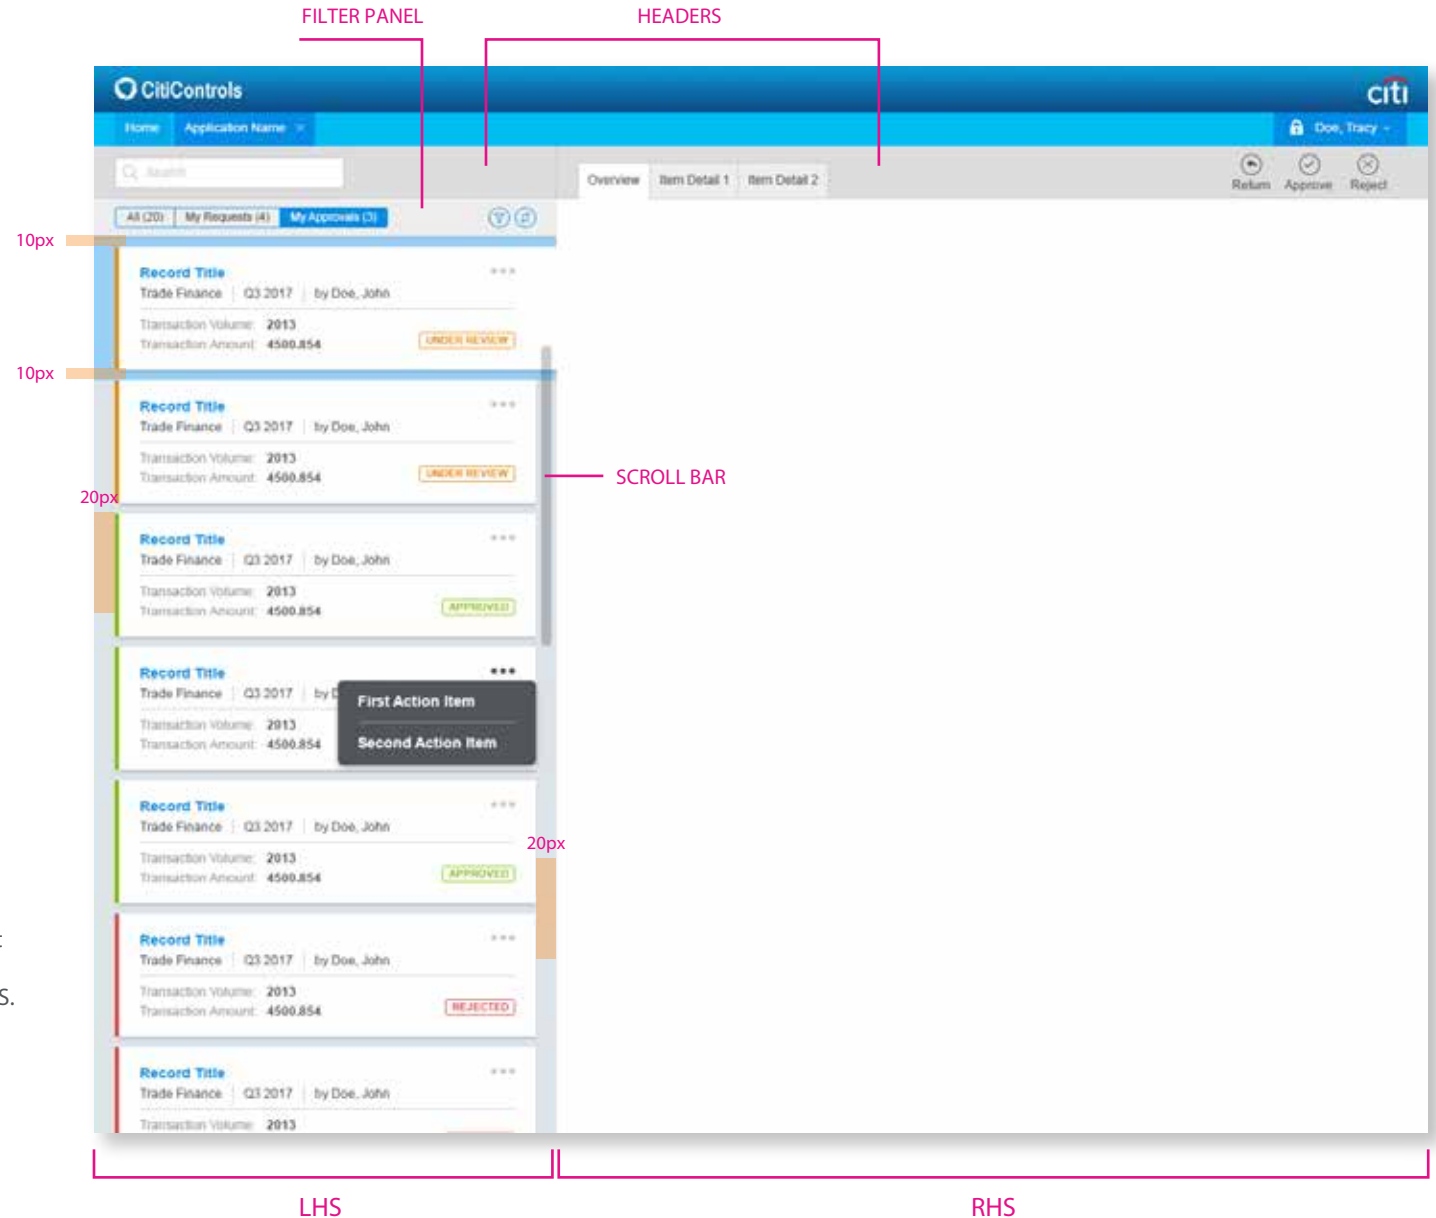 FILTER PANEL
HEADERS
CitiControls
citi
Home Application Name ×
Doe, Tracy
Search
Overview Item Detail 1 Item Detail 2
Return Approve Reject
All (20) My Requests (4) My Approvals (3)
10px
Record Title
Trade Finance Q3 2017 by Doe, John
Transaction Volume: 2013
Transaction Amount: 4500.854
UNDER REVIEW
10px
Record Title
Trade Finance Q3 2017 by Doe, John
Transaction Volume: 2013
Transaction Amount: 4500.854
UNDER REVIEW
SCROLL BAR
20px
Record Title
Trade Finance Q3 2017 by Doe, John
Transaction Volume: 2013
Transaction Amount: 4500.854
APPROVED
Record Title
Trade Finance Q3 2017 by D
Transaction Volume: 2013
Transaction Amount: 4500.854
First Action Item
Second Action Item
Record Title
Trade Finance Q3 2017 by Doe, John
20px
Transaction Volume: 2013
Transaction Amount: 4500.854
APPROVED
Record Title
Trade Finance Q3 2017 by Doe, John
S.
Transaction Volume: 2013
Transaction Amount: 4500.854
REJECTED
Record Title
Trade Finance Q3 2017 by Doe, John
Transaction Volume: 2013
LHS
RHS